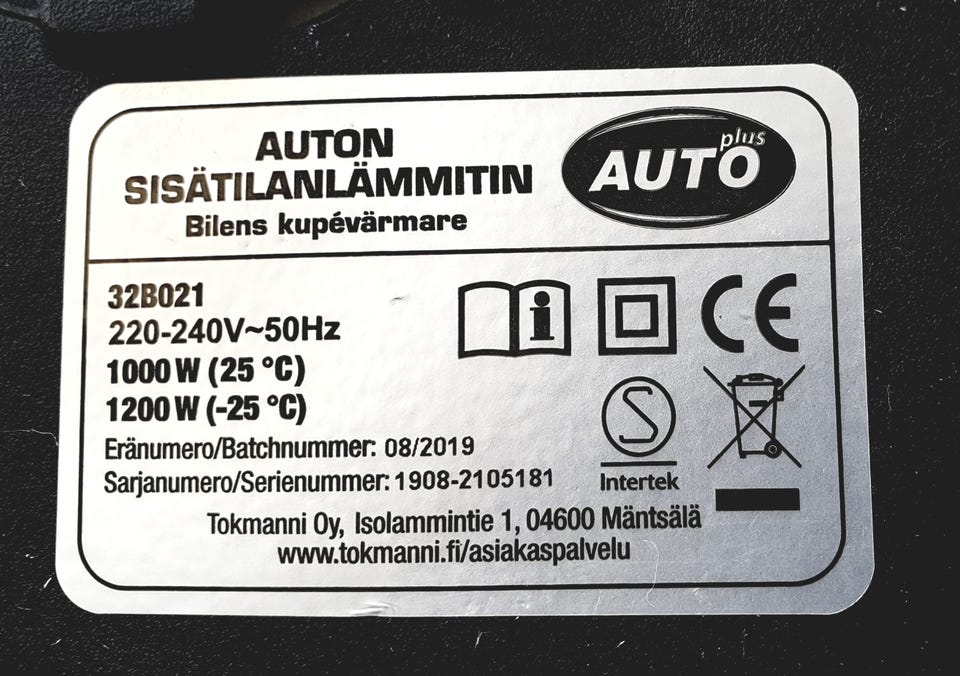 AUTON
SISÄTILANLÄMMITIN
Bilens kupévärmare
AUTO plus
32B021
220-240V~50Hz
1000 W (25 °C)
1200 W (-25 °C)
Eränumero/Batchnummer: 08/2019
Sarjanumero/Serienummer: 1908-2105181
i
CE
S
Intertek
Tokmanni Oy, Isolammintie 1, 04600 Mäntsälä
www.tokmanni.fi/asiakaspalvelu